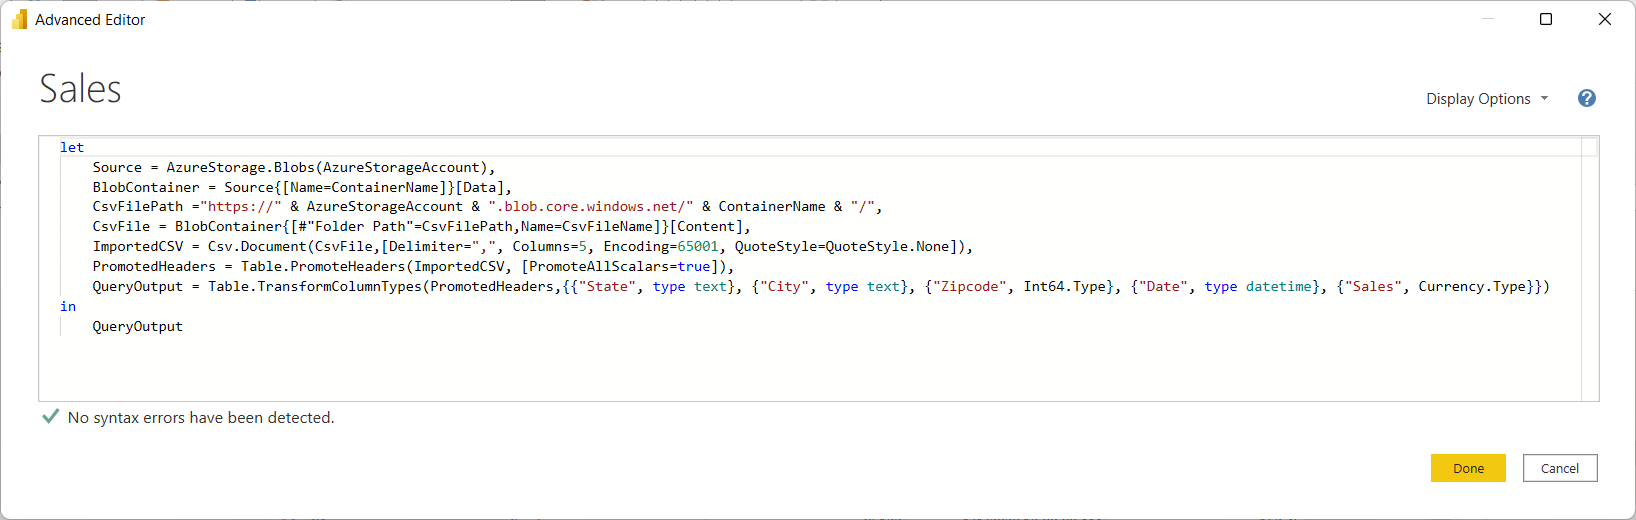 Advanced Editor
Sales
Display Options
?
let
Source = AzureStorage.Blobs(AzureStorageAccount),
BlobContainer = Source{[Name=ContainerName]}[Data],
CsvFilePath ="https://" & AzureStorageAccount & ".blob.core.windows.net/" & ContainerName & "/",
CsvFile = BlobContainer{[#"Folder Path"=CsvFilePath,Name=CsvFileName]}[Content],
ImportedCSV = Csv.Document(CsvFile,[Delimiter=",", Columns=5, Encoding=65001, QuoteStyle=QuoteStyle.None]),
PromotedHeaders = Table.PromoteHeaders(ImportedCSV, [PromoteAllScalars=true]),
QueryOutput = Table.TransformColumnTypes(PromotedHeaders,{{"State", type text}, {"City", type text}, {"Zipcode", Int64.Type}, {"Date", type datetime}, {"Sales", Currency.Type}})
in
QueryOutput
No syntax errors have been detected.
Done
Cancel